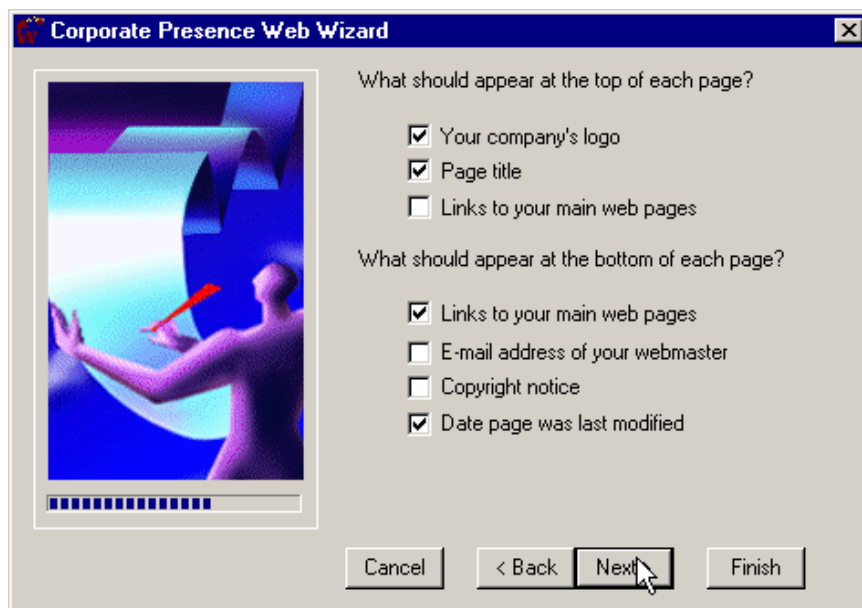 Corporate Presence Web Wizard
What should appear at the top of each page?
Your company's logo
Page title
Links to your main web pages
What should appear at the bottom of each page?
Links to your main web pages
E-mail address of your webmaster
Copyright notice
Date page was last modified
Cancel
< Back
Next
Finish